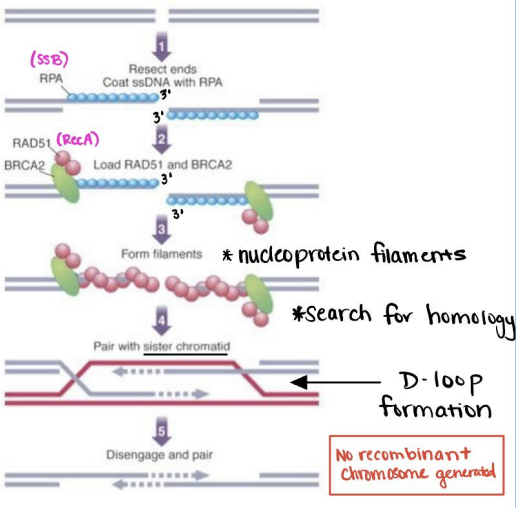 1
(SSB)
RPA
Resect ends
Coat ssDNA with RPA
3'
3'
2
RAD51 (RecA)
BRCA2
Load RAD51 and BRCA2
3'
3'
3
Form filaments
* nucleoprotein filaments
*search for homology
4
Pair with sister chromatid
D-loop
formation
5
Disengage and pair
No recombinant
chromosome generated